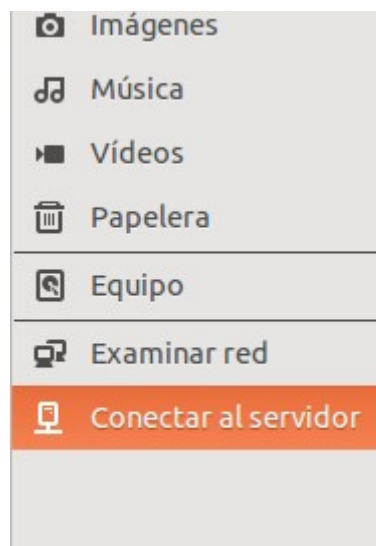 Imágenes
Música
Vídeos
Papelera
Equipo
Examinar red
Conectar al servidor